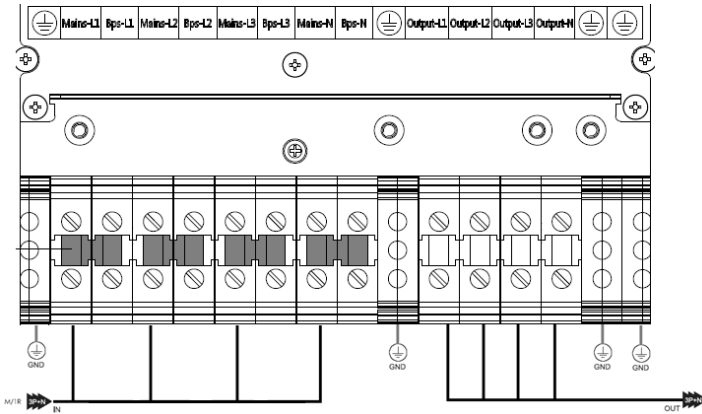 Mains-L1 Bps-L1 Mains-L2 Bps-L2 Mains-L3 Bps-L3 Mains-N Bps-N Output-L1 Output-L2 Output-L3 Output-N
GND GND GND GND
M/1R 3P+N IN OUT 3P+N